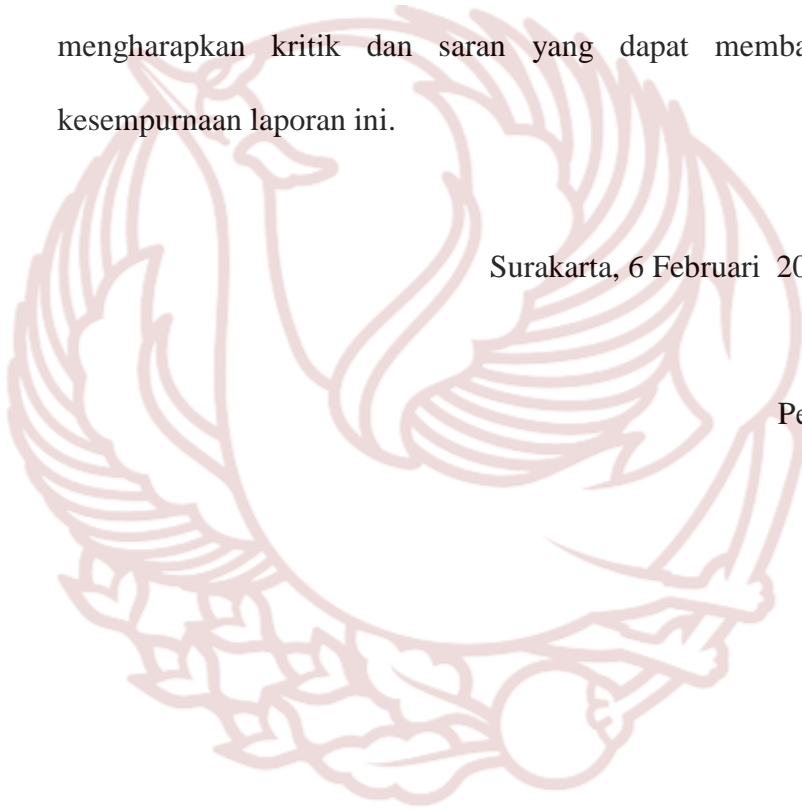 mengharapkan kritik dan saran yang dapat memba
kesempurnaan laporan ini.
Surakarta, 6 Februari 20
Pe